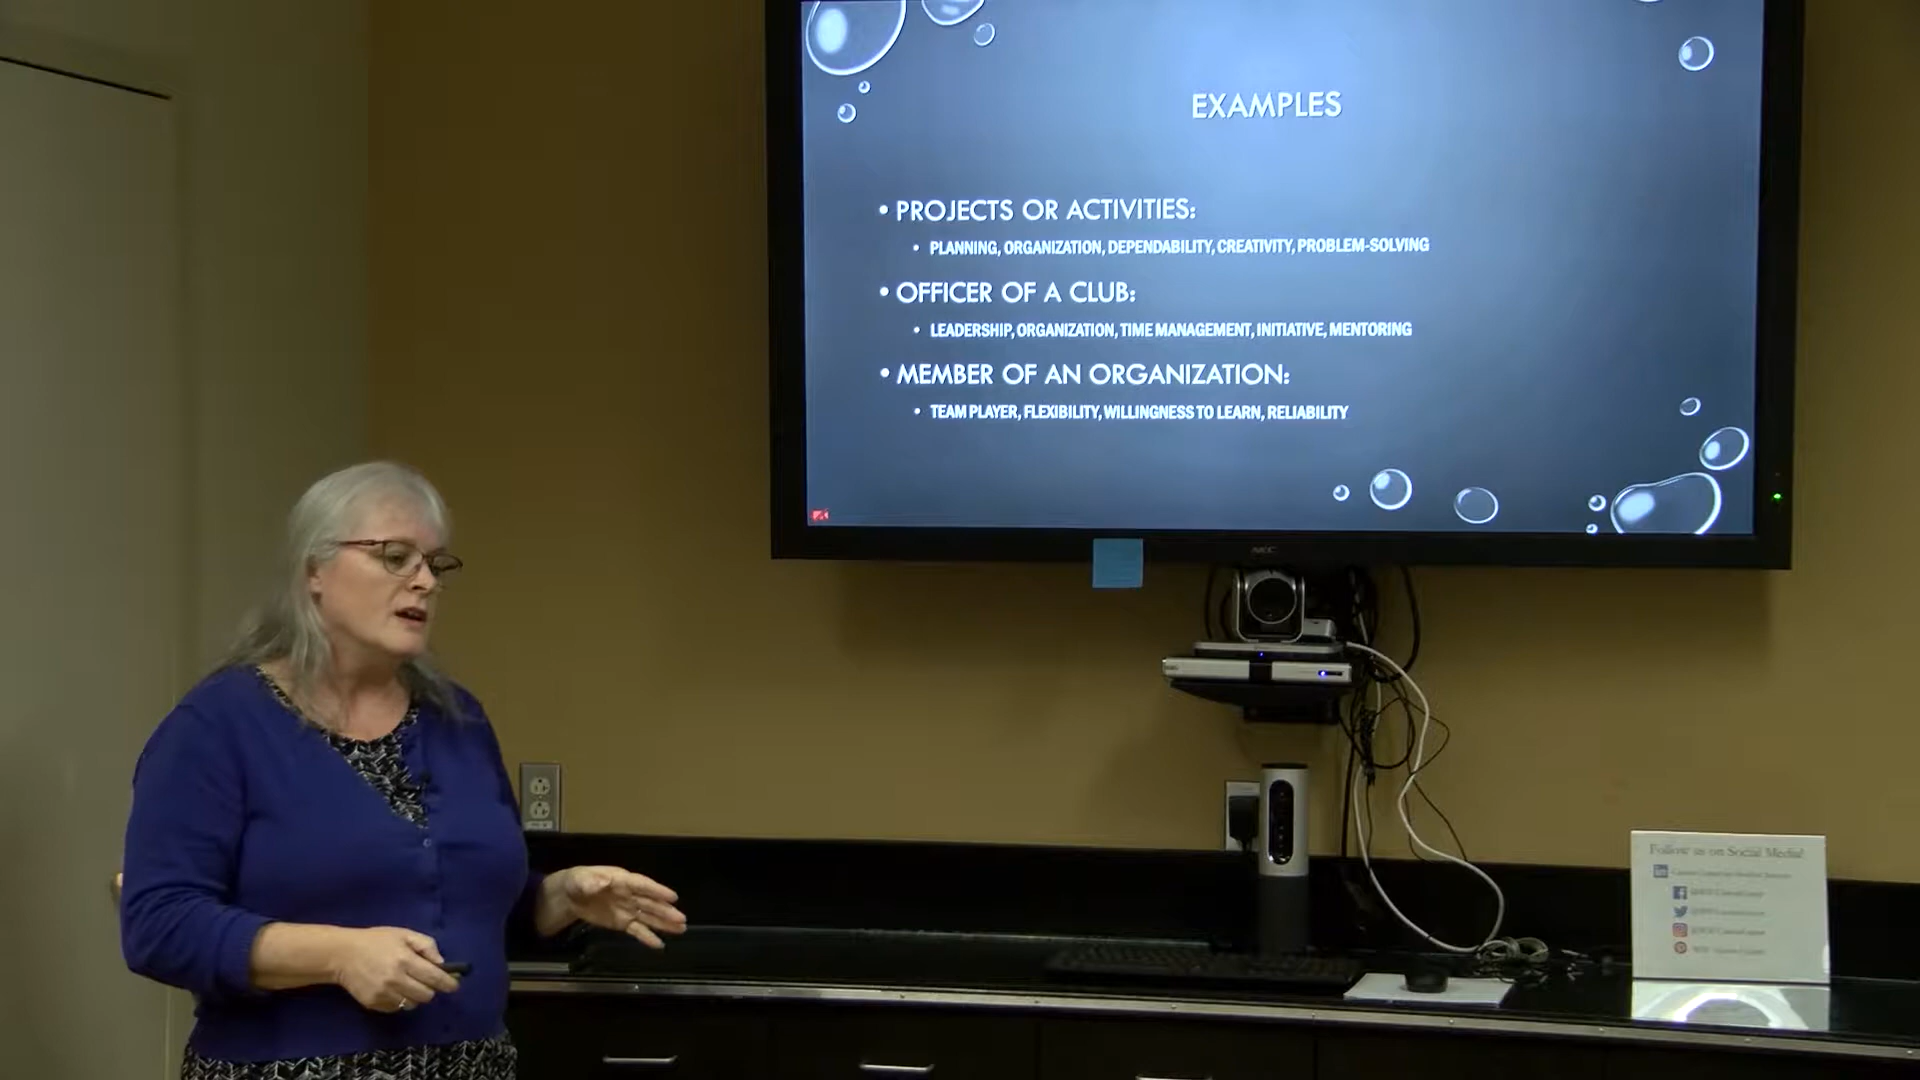 EXAMPLES
• PROJECTS OR ACTIVITIES:
• PLANNING, ORGANIZATION, DEPENDABILITY, CREATIVITY, PROBLEM-SOLVING
• OFFICER OF A CLUB:
• LEADERSHIP, ORGANIZATION, TIME MANAGEMENT, INITIATIVE, MENTORING
• MEMBER OF AN ORGANIZATION:
• TEAM PLAYER, FLEXIBILITY, WILLINGNESS TO LEARN, RELIABILITY
NEC
Follow us on Social Media!